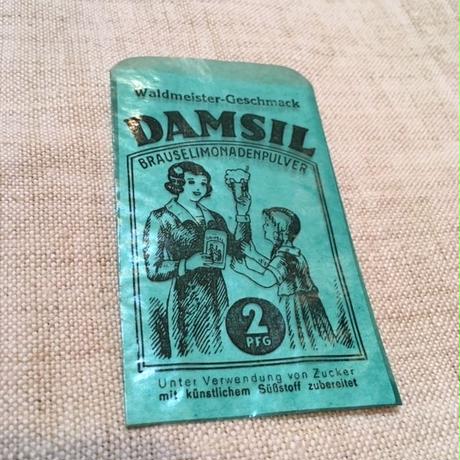 Waldmeister-Geschmack
DAMSIL
BRAUSELIMONADENPULVER
2
PFG
Unter Verwendung von Zucker
mit künstlichem Süßstoff zubereitet